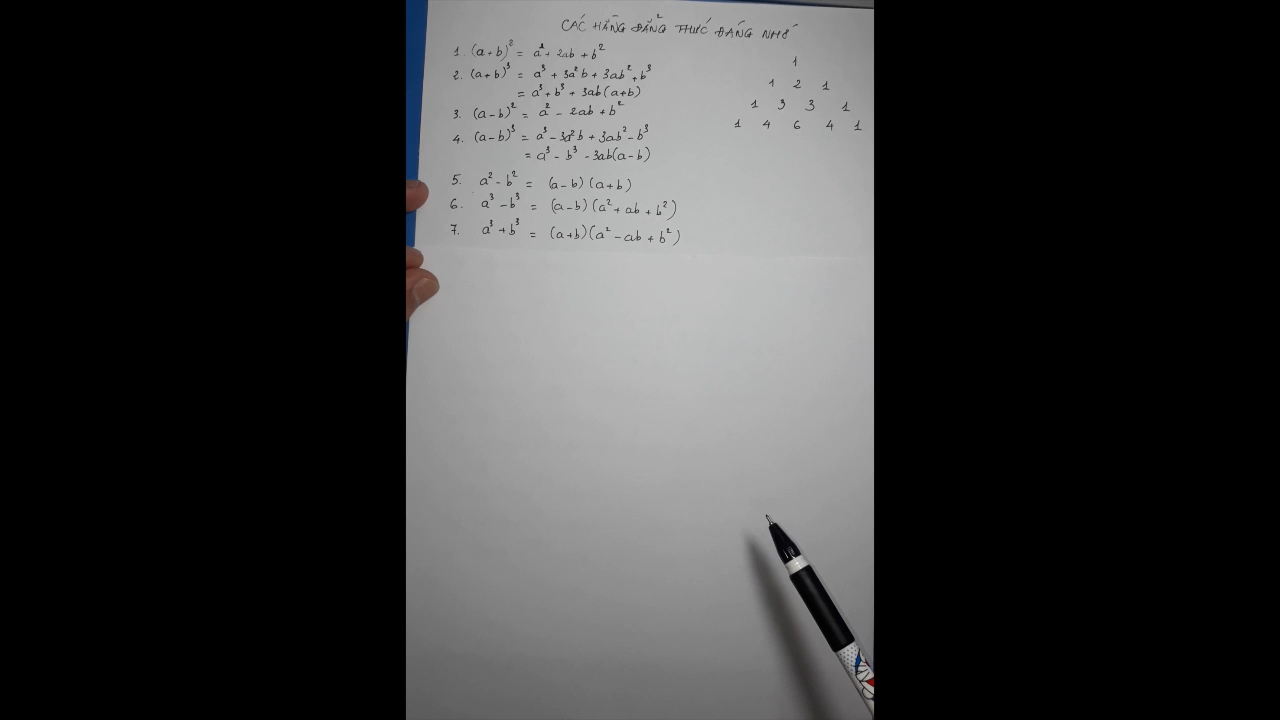 CÁC HẰNG ĐẲNG THỨC ĐÁNG NHỚ
1. (a+b)² = a² + 2ab + b²
2. (a+b)³ = a³ + 3a²b + 3ab² + b³
= a³ + b³ + 3ab(a+b)
3. (a-b)² = a² - 2ab + b²
4. (a-b)³ = a³ - 3a²b + 3ab² - b³
= a³ - b³ - 3ab(a-b)
5. a² - b² = (a-b)(a+b)
6. a³ - b³ = (a-b)(a² + ab + b²)
7. a³ + b³ = (a+b)(a² - ab + b²)
1
1 2 1
1 3 3 1
1 4 6 4 1